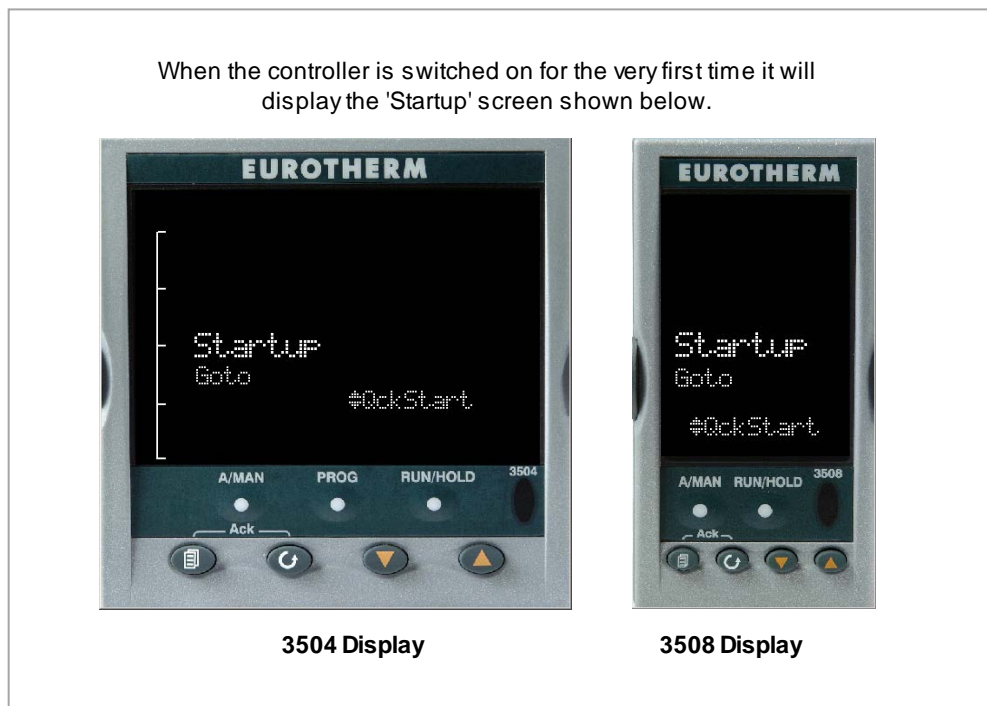 When the controller is switched on for the very first time it will
display the 'Startup' screen shown below.
EUROTHERM
Startup
Goto
QckStart
A/MAN PROG RUN/HOLD 3504
Ack
3504 Display
EUROTHERM
Startup
Goto
QckStart
A/MAN RUN/HOLD 3508
Ack
3508 Display